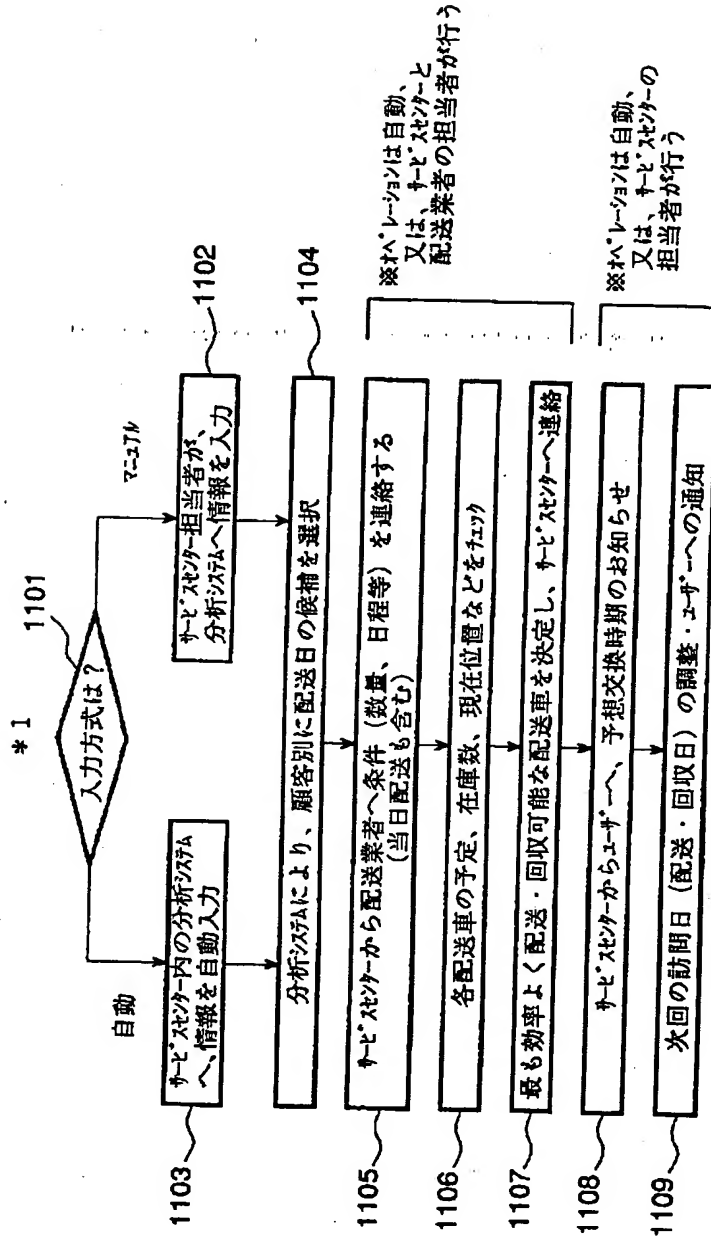 *1
1101
入力方式は？
自動
マニュアル
1103
サービスセンター内の分析システム
へ、情報を自動入力
1102
サービスセンター担当者が、
分析システムへ情報を入力
1104
分析システムにより、顧客別に配送日の候補を選択
1105
サービスセンターから配送業者へ条件（数量、日程等）を連絡する
（当日配送も含む）
1106
各配送車の予定、在庫数、現在位置などをチェック
1107
最も効率よく配送・回収可能な配送車を決定し、サービスセンターへ連絡
※オペレーションは自動、
又は、サービスセンターと
配送業者の担当者が行う
1108
サービスセンターからユーザーへ、予想交換時期のお知らせ
1109
次回の訪問日（配送・回収日）の調整・ユーザーへの通知
※オペレーションは自動、
又は、サービスセンターの
担当者が行う